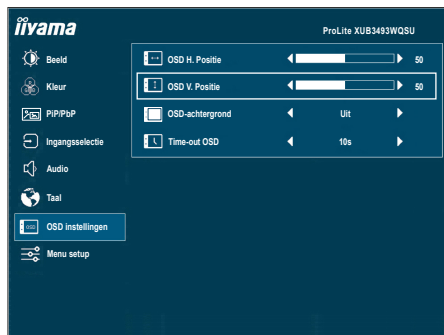 iiyama
ProLite XUB3493WQSU
Beeld
Kleur
PiP/PbP
Ingangsselectie
Audio
Taal
OSD instellingen
Menu setup
OSD H. Positie 50
OSD V. Positie 50
OSD-achtergrond Uit
Time-out OSD 10s